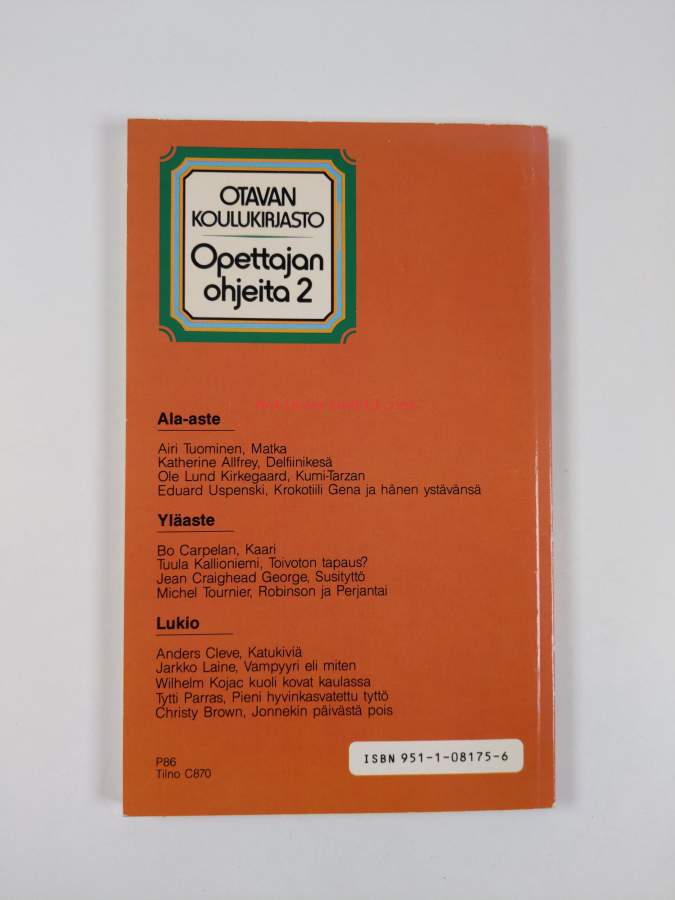 OTAVAN
KOULUKIRJASTO
Opettajan
ohjeita 2
Ala-aste
Airi Tuominen, Matka
Katherine Allfrey, Delfiinikesä
Ole Lund Kirkegaard, Kumi-Tarzan
Eduard Uspenski, Krokotiili Gena ja hänen ystävänsä
Yläaste
Bo Carpelan, Kaari
Tuula Kallioniemi, Toivoton tapaus?
Jean Craighead George, Susityttö
Michel Tournier, Robinson ja Perjantai
Lukio
Anders Cleve, Katukiviä
Jarkko Laine, Vampyyri eli miten
Wilhelm Kojac kuoli kovat kaulassa
Tytti Parras, Pieni hyvinkasvatettu tyttö
Christy Brown, Jonnekin päivästä pois
P86
Tilno C870
ISBN 951-1-08175-6